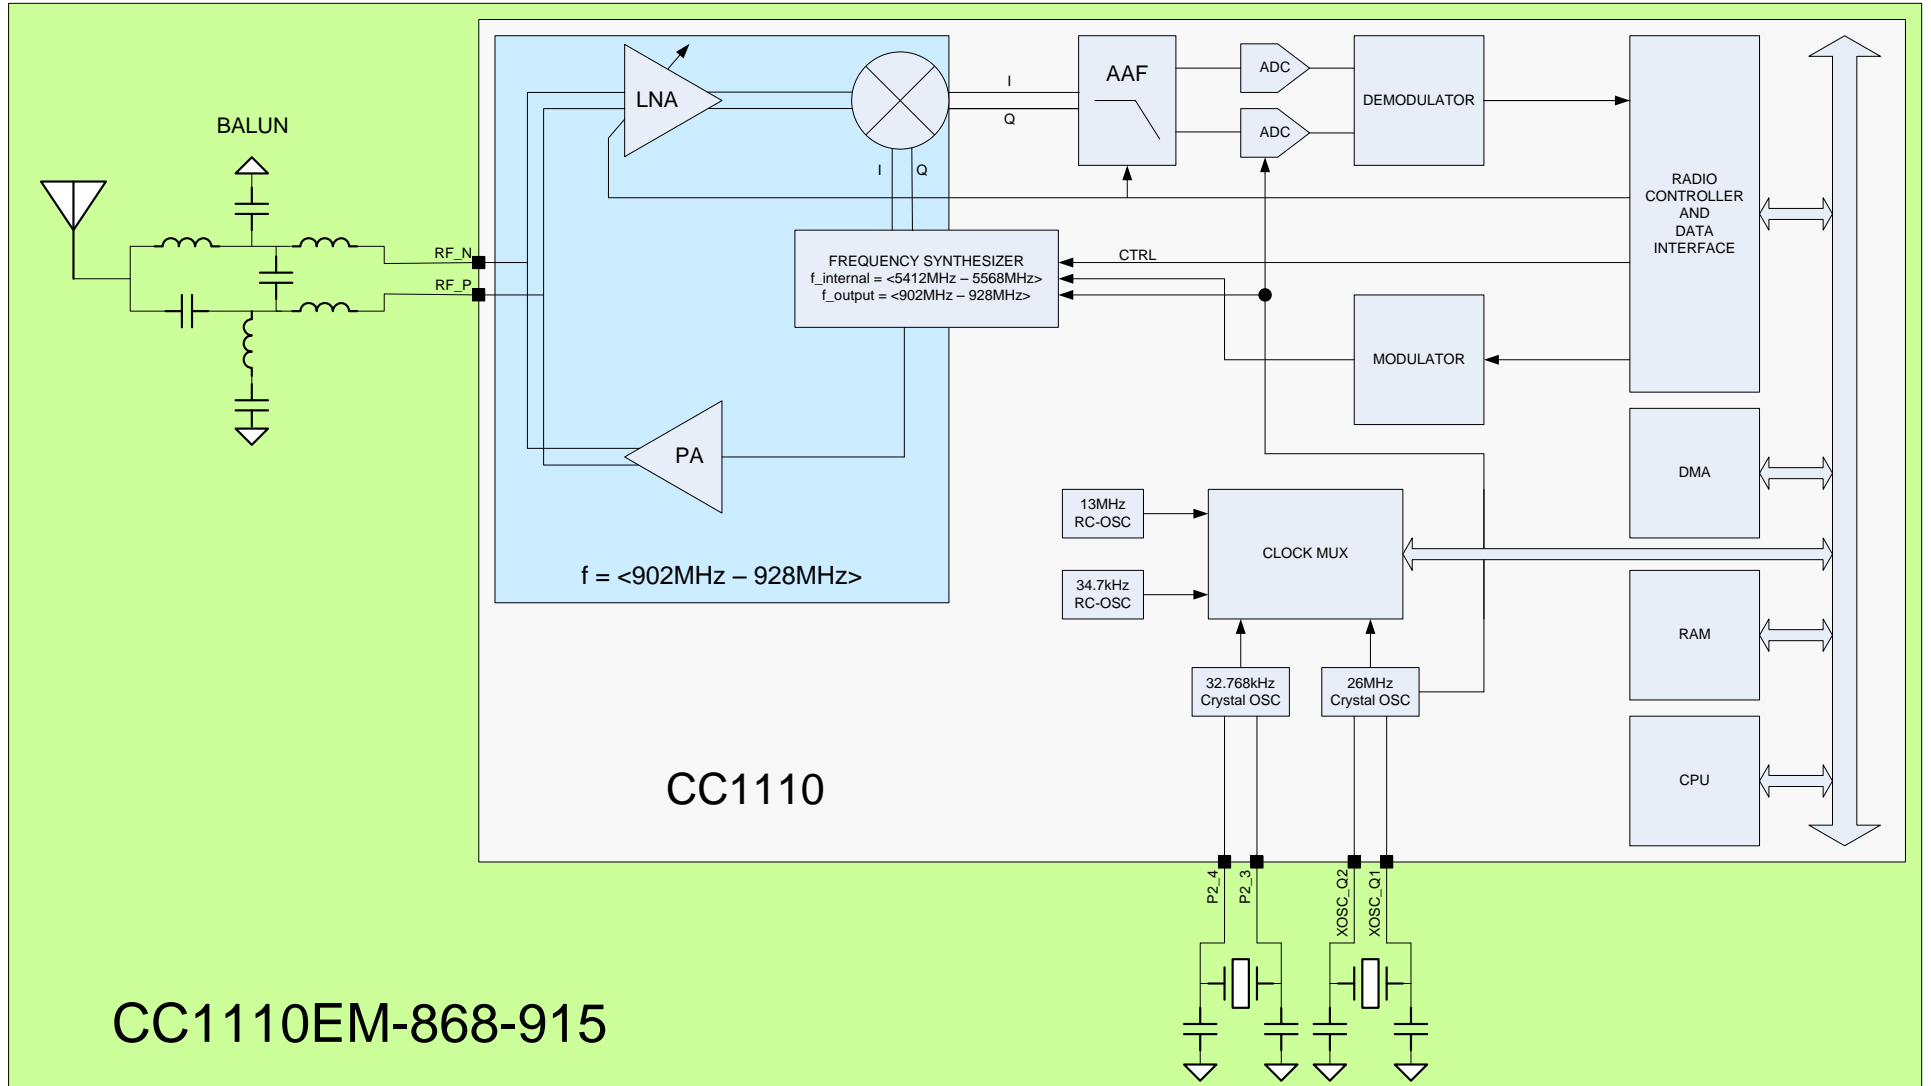 BALUN
LNA
I
Q
I
Q
AAF
ADC
ADC
DEMODULATOR
RADIO
CONTROLLER
AND
DATA
INTERFACE
RF_N
RF_P
FREQUENCY SYNTHESIZER
f_internal = <5412MHz – 5568MHz>
f_output = <902MHz – 928MHz>
CTRL
MODULATOR
PA
f = <902MHz – 928MHz>
13MHz
RC-OSC
34.7kHz
RC-OSC
CLOCK MUX
DMA
RAM
CPU
32.768kHz
Crystal OSC
26MHz
Crystal OSC
CC1110
P2_4
P2_3
XOSC_Q2
XOSC_Q1
CC1110EM-868-915